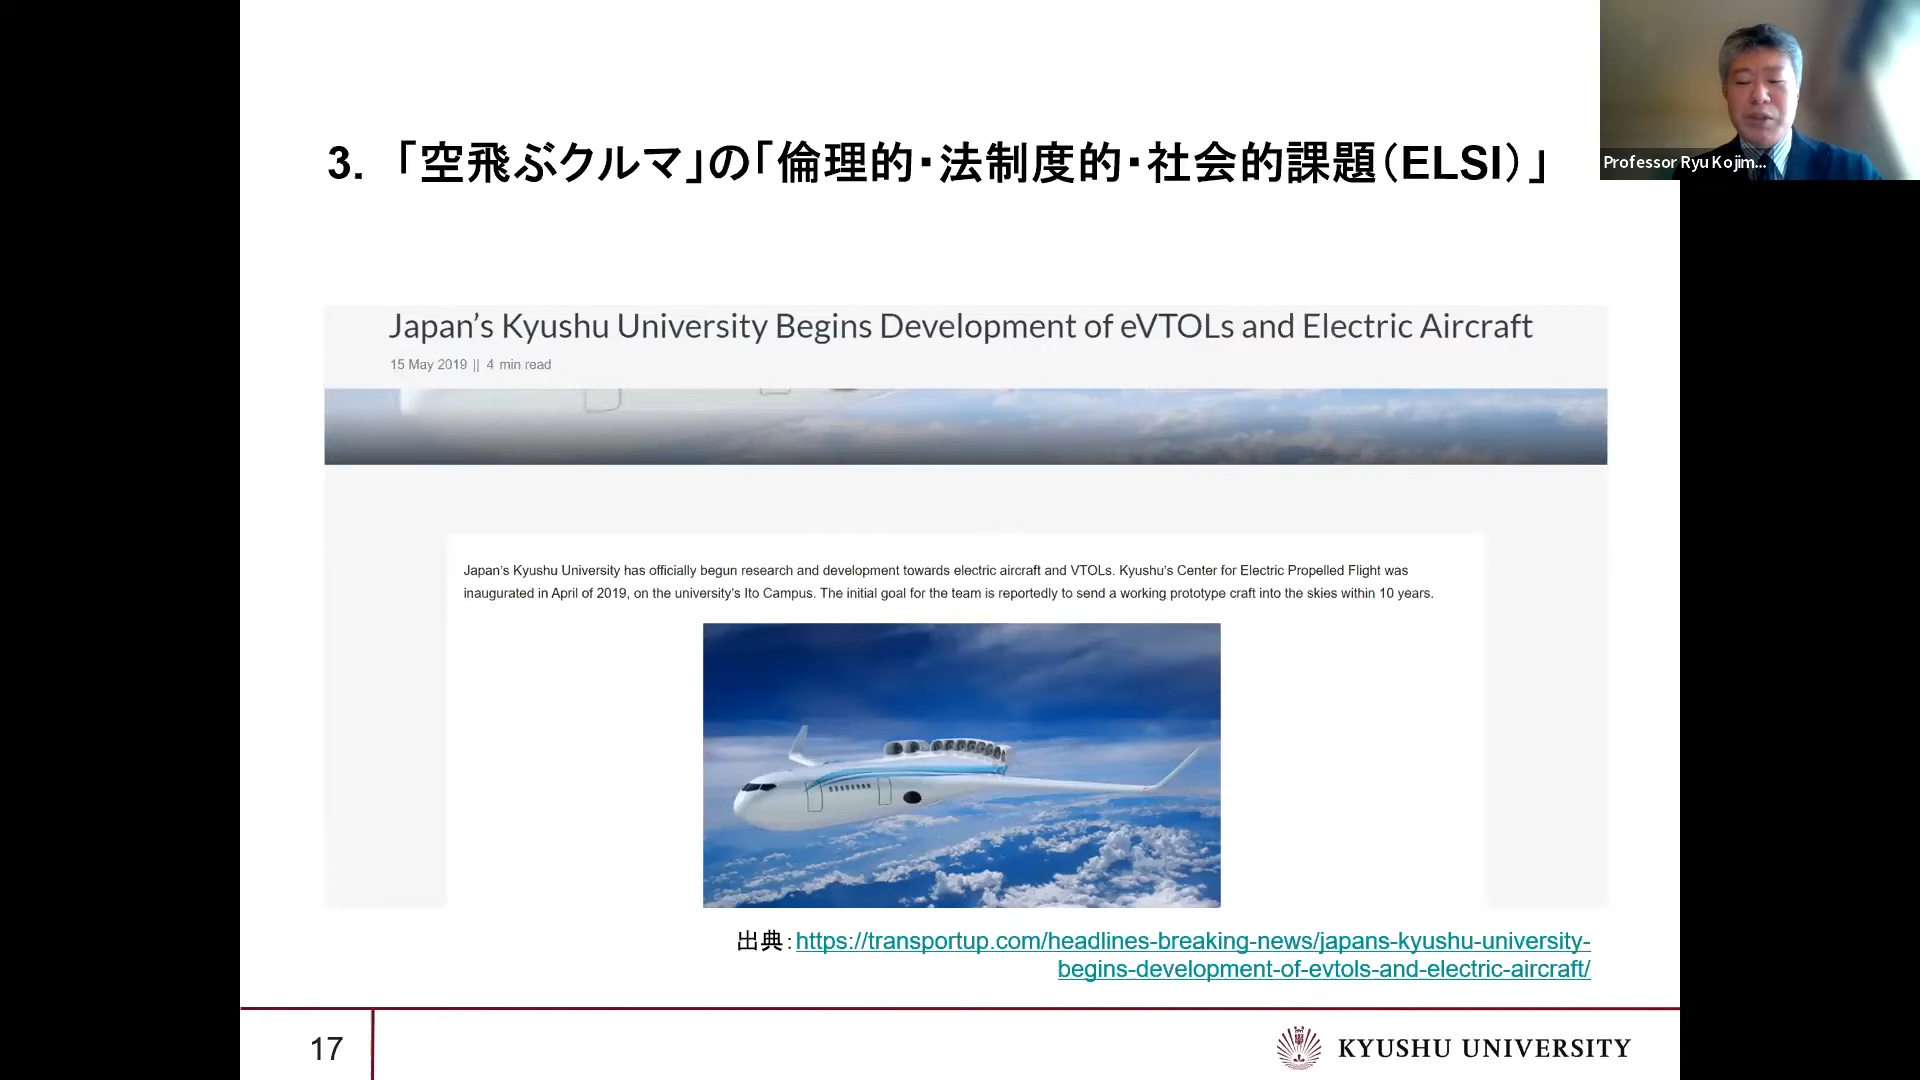 3. 「空飛ぶクルマ」の「倫理的・法制度的・社会的課題（ELSI）」
Professor Ryu Kojim...
Japan’s Kyushu University Begins Development of eVTOLs and Electric Aircraft
15 May 2019 || 4 min read
Japan’s Kyushu University has officially begun research and development towards electric aircraft and VTOLs. Kyushu’s Center for Electric Propelled Flight was
inaugurated in April of 2019, on the university’s Ito Campus. The initial goal for the team is reportedly to send a working prototype craft into the skies within 10 years.
出典：https://transportup.com/headlines-breaking-news/japans-kyushu-university-
begins-development-of-evtols-and-electric-aircraft/
17
KYUSHU UNIVERSITY